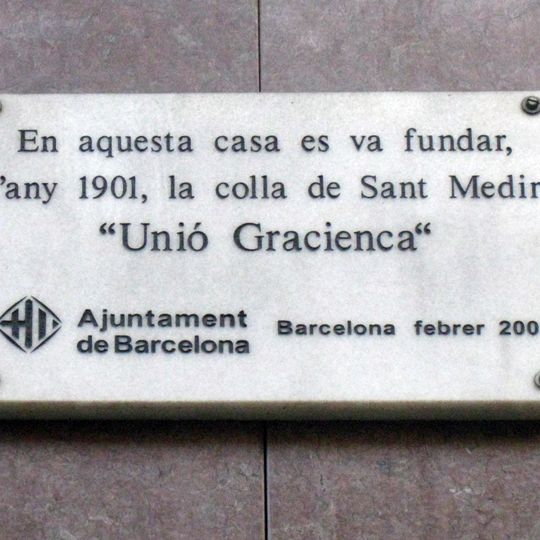 En aquesta casa es va fundar,
'any 1901, la colla de Sant Medir
“Unió Gracienca“
Ajuntament
de Barcelona
Barcelona febrer 200